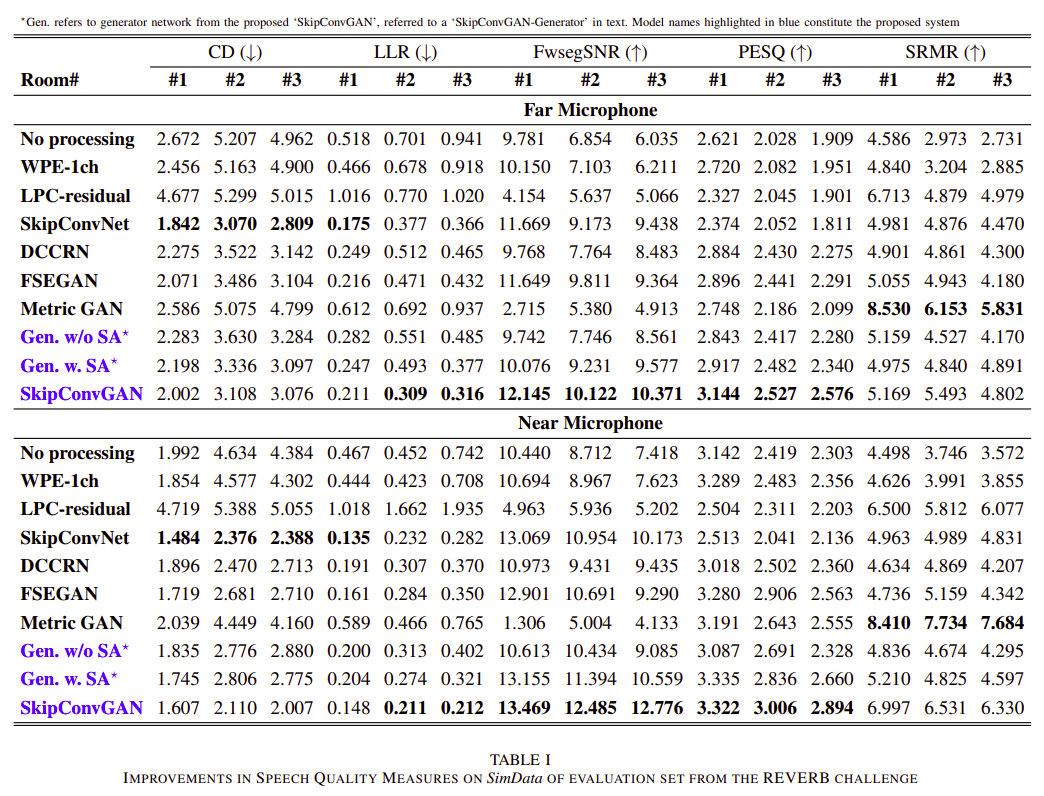 *Gen. refers to generator network from the proposed ‘SkipConvGAN’, referred to a ‘SkipConvGAN-Generator’ in text. Model names highlighted in blue constitute the proposed system
CD (↓) LLR (↓) FwsegSNR (↑) PESQ (↑) SRMR (↑)
Room# #1 #2 #3 #1 #2 #3 #1 #2 #3 #1 #2 #3 #1 #2 #3
Far Microphone
No processing 2.672 5.207 4.962 0.518 0.701 0.941 9.781 6.854 6.035 2.621 2.028 1.909 4.586 2.973 2.731
WPE-1ch 2.456 5.163 4.900 0.466 0.678 0.918 10.150 7.103 6.211 2.720 2.082 1.951 4.840 3.204 2.885
LPC-residual 4.677 5.299 5.015 1.016 0.770 1.020 4.154 5.637 5.066 2.327 2.045 1.901 6.713 4.879 4.979
SkipConvNet 1.842 3.070 2.809 0.175 0.377 0.366 11.669 9.173 9.438 2.374 2.052 1.811 4.981 4.876 4.470
DCCRN 2.275 3.522 3.142 0.249 0.512 0.465 9.768 7.764 8.483 2.884 2.430 2.275 4.901 4.861 4.300
FSEGAN 2.071 3.486 3.104 0.216 0.471 0.432 11.649 9.811 9.364 2.896 2.441 2.291 5.055 4.943 4.180
Metric GAN 2.586 5.075 4.799 0.612 0.692 0.937 2.715 5.380 4.913 2.748 2.186 2.099 8.530 6.153 5.831
Gen. w/o SA* 2.283 3.630 3.284 0.282 0.551 0.485 9.742 7.746 8.561 2.843 2.417 2.280 5.159 4.527 4.170
Gen. w. SA* 2.198 3.336 3.097 0.247 0.493 0.377 10.076 9.231 9.577 2.917 2.482 2.340 4.975 4.840 4.891
SkipConvGAN 2.002 3.108 3.076 0.211 0.309 0.316 12.145 10.122 10.371 3.144 2.527 2.576 5.169 5.493 4.802
Near Microphone
No processing 1.992 4.634 4.384 0.467 0.452 0.742 10.440 8.712 7.418 3.142 2.419 2.303 4.498 3.746 3.572
WPE-1ch 1.854 4.577 4.302 0.444 0.423 0.708 10.694 8.967 7.623 3.289 2.483 2.356 4.626 3.991 3.855
LPC-residual 4.719 5.388 5.055 1.018 1.662 1.935 4.963 5.936 5.202 2.504 2.311 2.203 6.500 5.812 6.077
SkipConvNet 1.484 2.376 2.388 0.135 0.232 0.282 13.069 10.954 10.173 2.513 2.041 2.136 4.963 4.989 4.831
DCCRN 1.896 2.470 2.713 0.191 0.307 0.370 10.973 9.431 9.435 3.018 2.502 2.360 4.634 4.869 4.207
FSEGAN 1.719 2.681 2.710 0.161 0.284 0.350 12.901 10.691 9.290 3.280 2.906 2.563 4.736 5.159 4.342
Metric GAN 2.039 4.449 4.160 0.589 0.466 0.765 1.306 5.004 4.133 3.191 2.643 2.555 8.410 7.734 7.684
Gen. w/o SA* 1.835 2.776 2.880 0.200 0.313 0.402 10.613 10.434 9.085 3.087 2.691 2.328 4.836 4.674 4.295
Gen. w. SA* 1.745 2.806 2.775 0.204 0.274 0.321 13.155 11.394 10.559 3.335 2.836 2.660 5.210 4.825 4.597
SkipConvGAN 1.607 2.110 2.007 0.148 0.211 0.212 13.469 12.485 12.776 3.322 3.006 2.894 6.997 6.531 6.330
TABLE I
IMPROVEMENTS IN SPEECH QUALITY MEASURES ON SimData OF EVALUATION SET FROM THE REVERB CHALLENGE